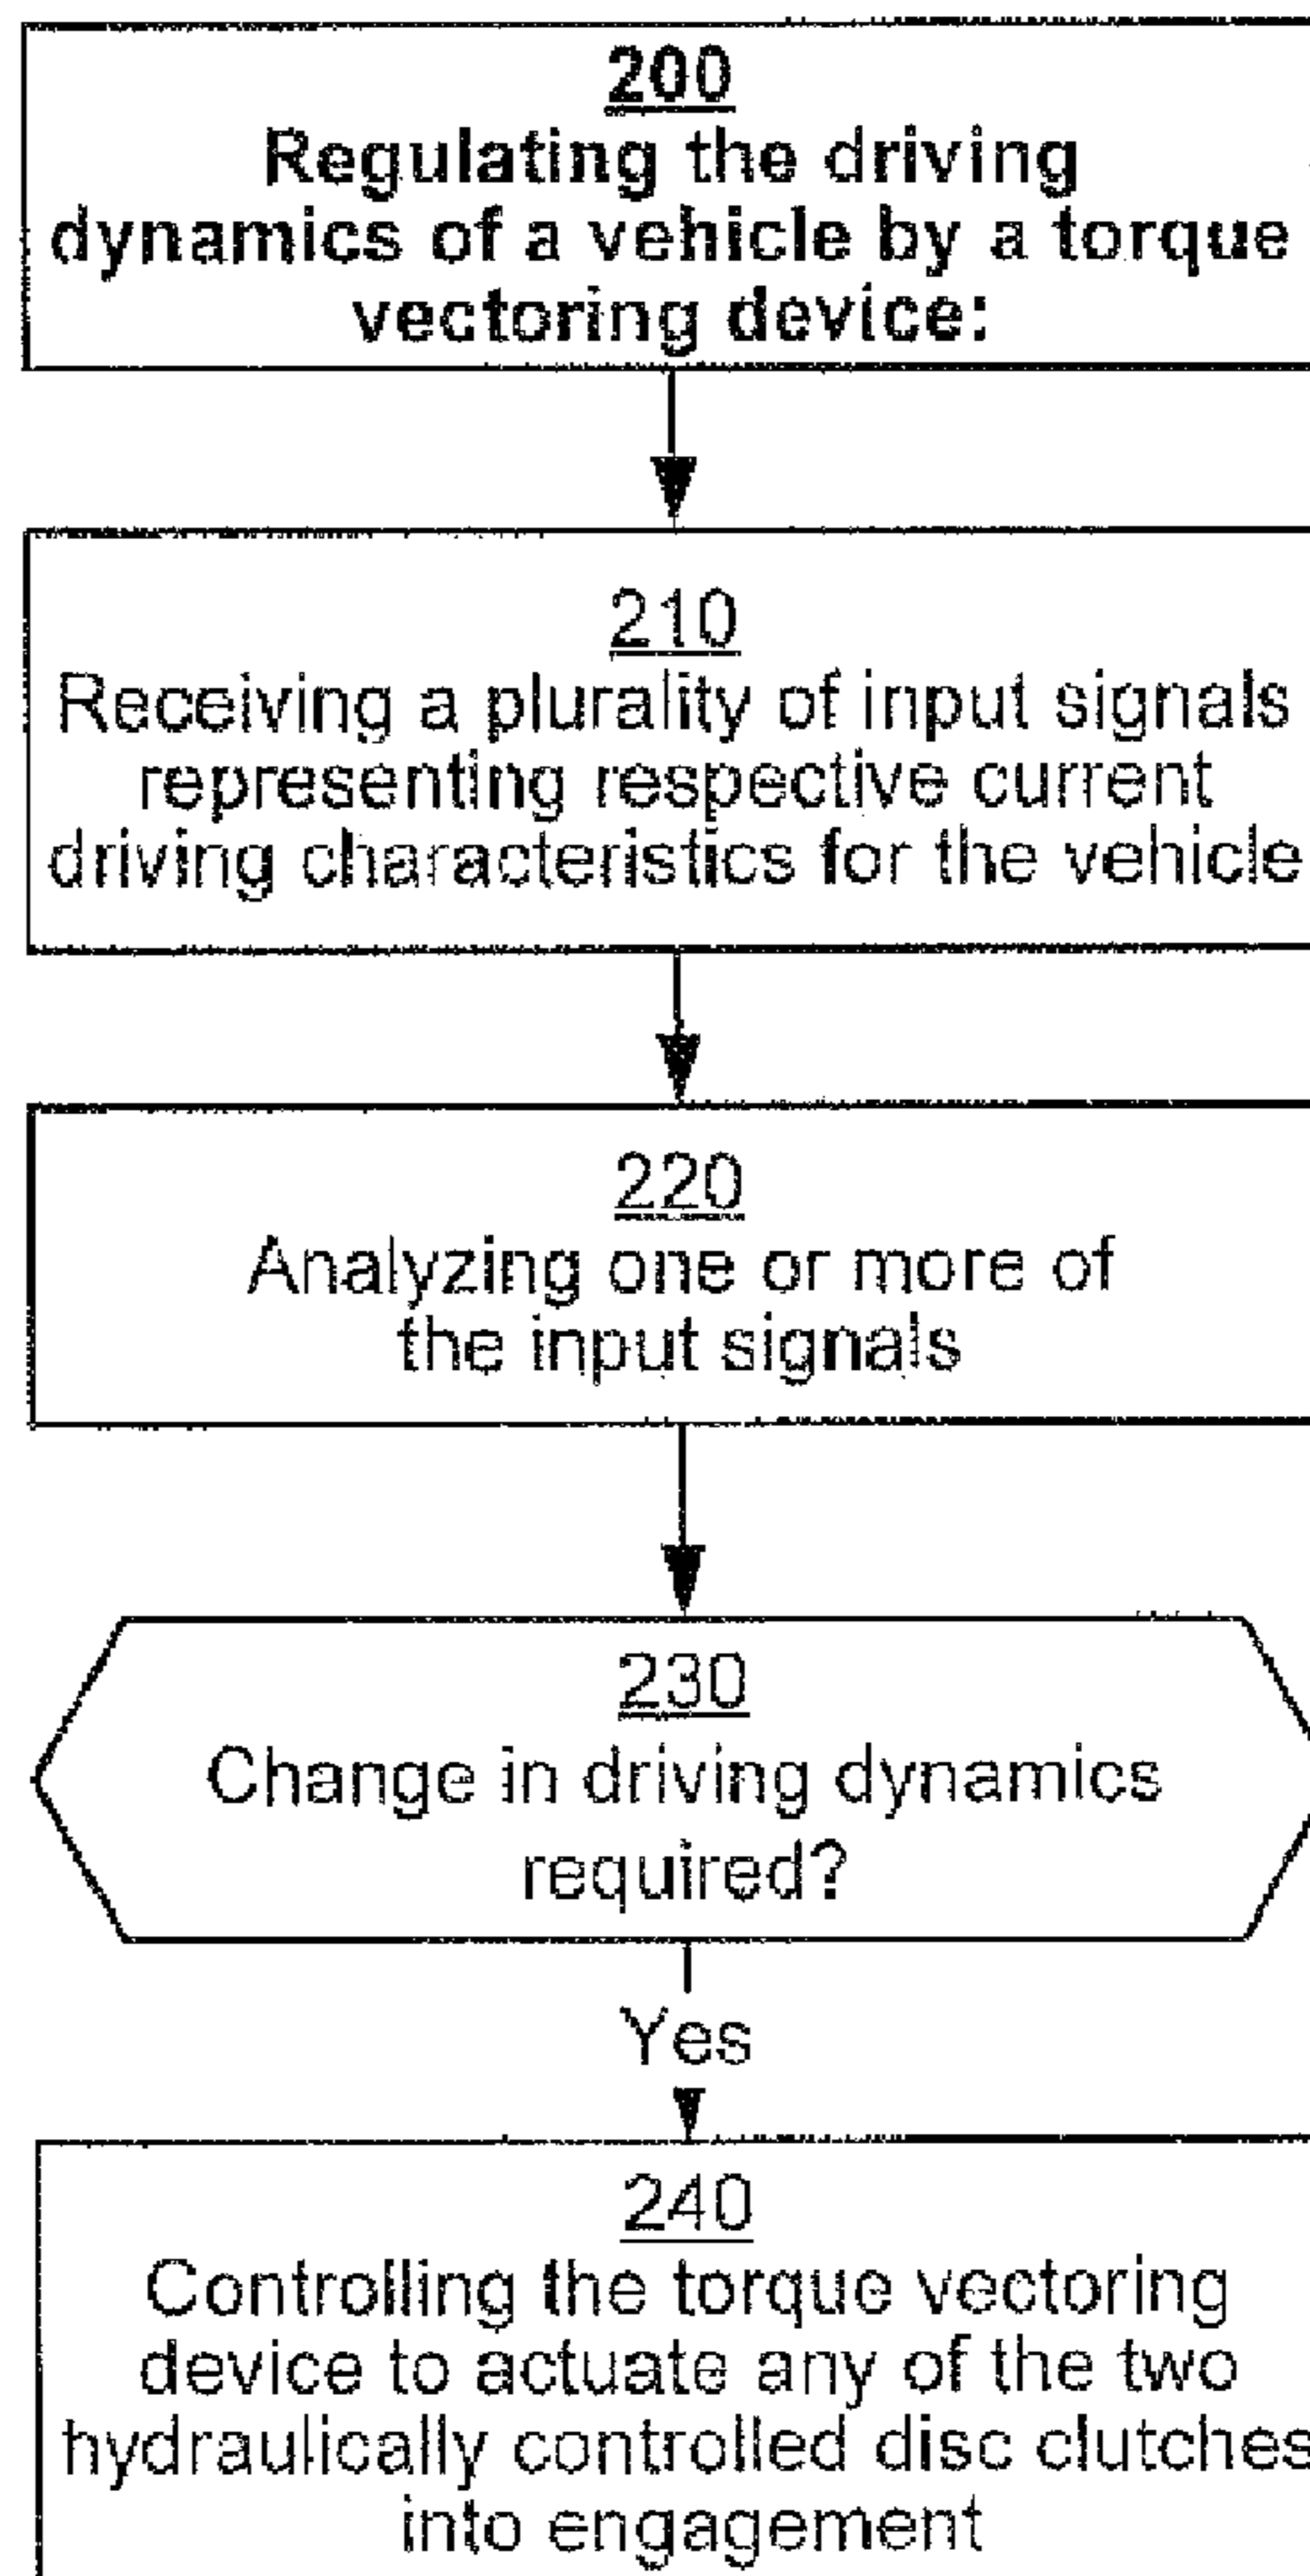 200
Regulating the driving
dynamics of a vehicle by a torque
vectoring device:
210
Receiving a plurality of input signals
representing respective current
driving characteristics for the vehicle
220
Analyzing one or more of
the input signals
230
Change in driving dynamics
required?
Yes
240
Controlling the torque vectoring
device to actuate any of the two
hydraulically controlled disc clutches
into engagement